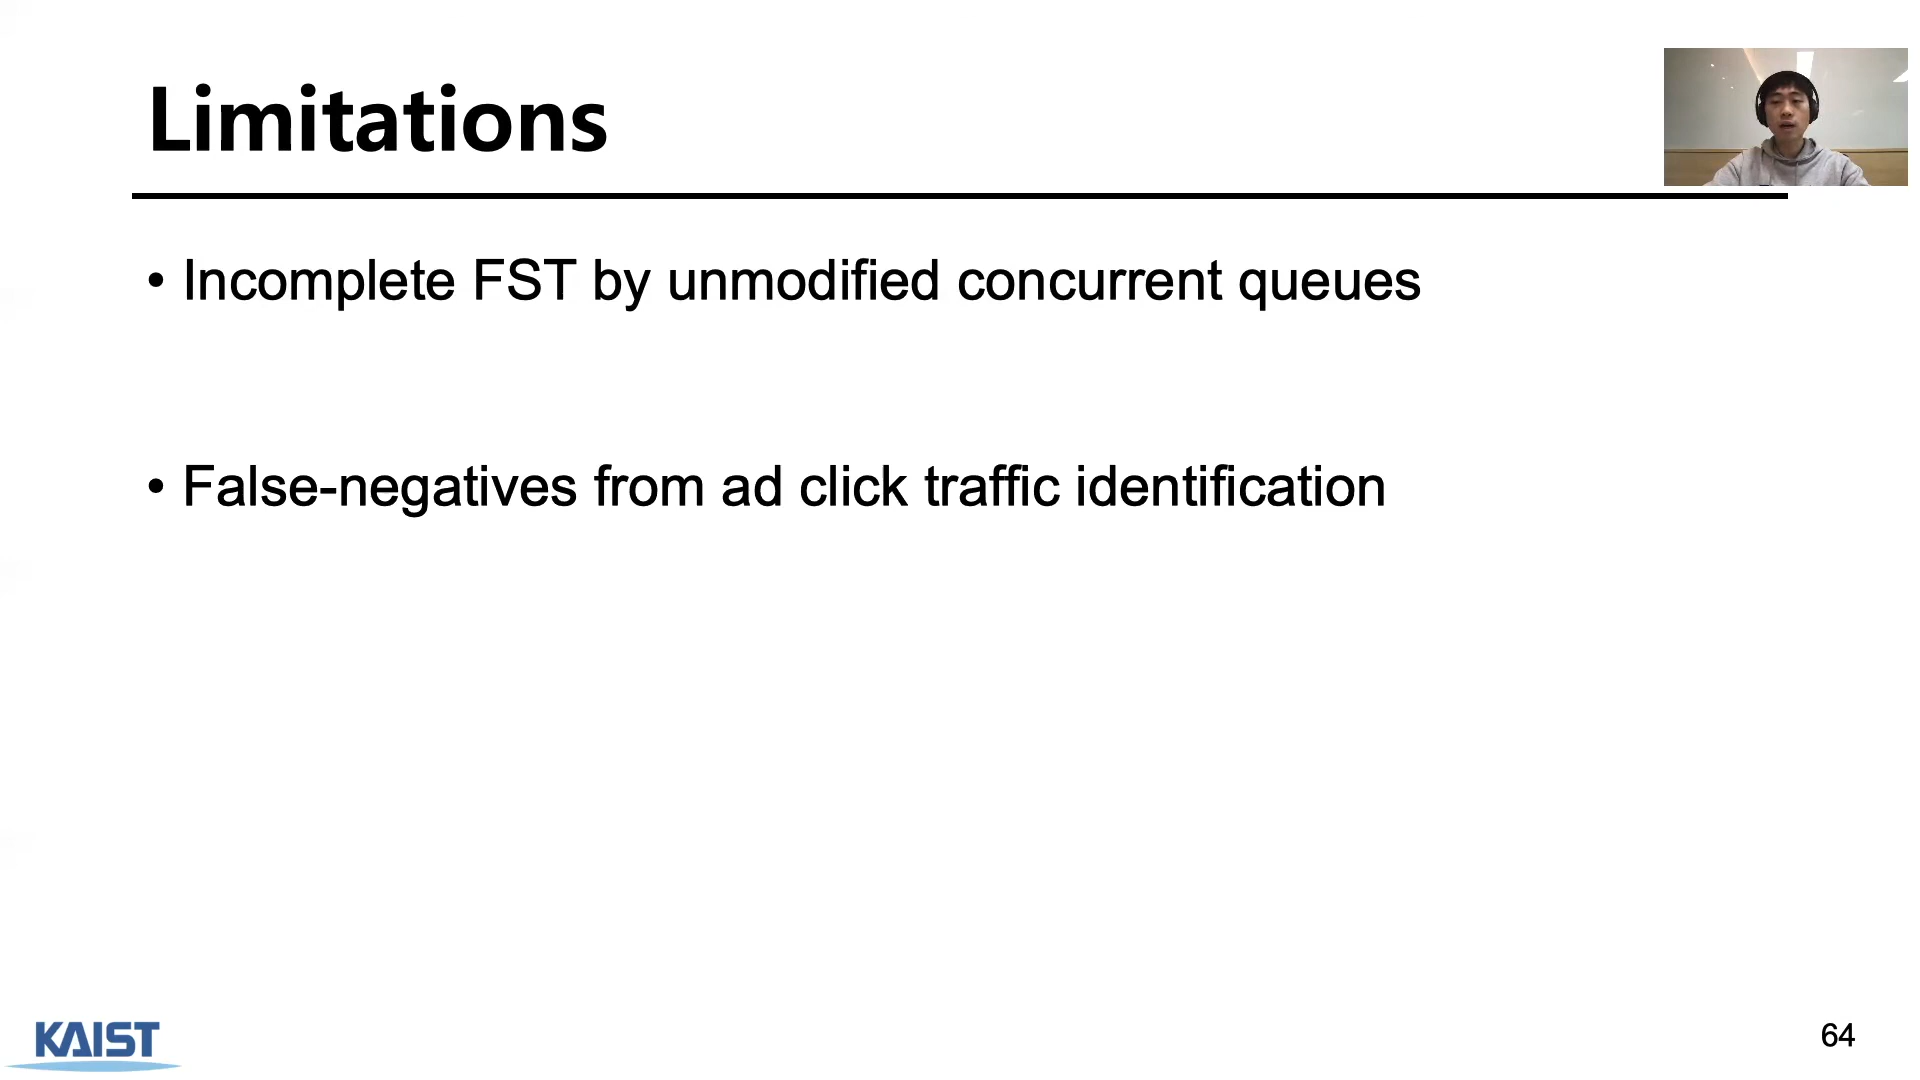 Limitations
• Incomplete FST by unmodified concurrent queues
• False-negatives from ad click traffic identification
KAIST
64